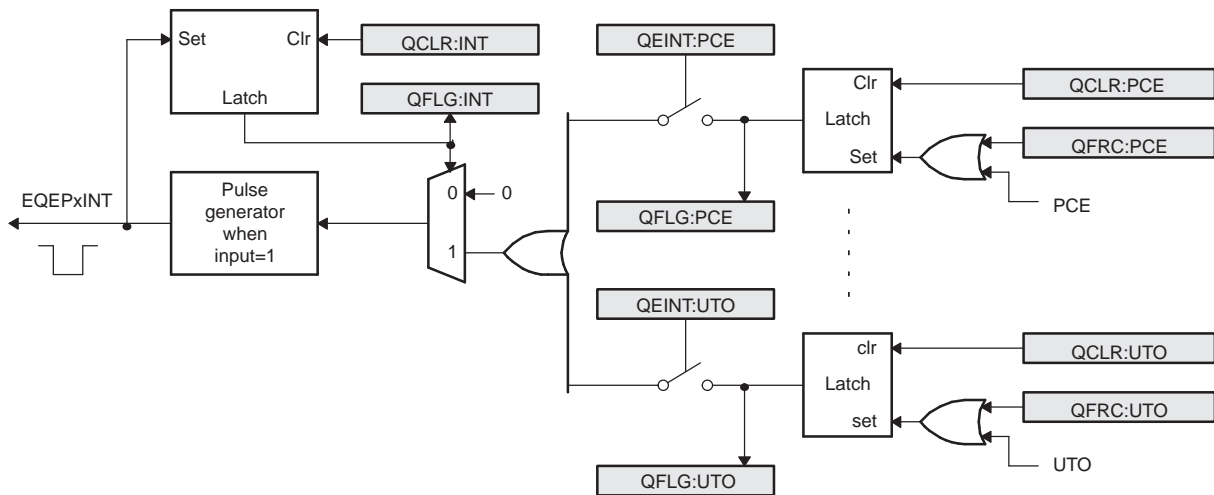 Set
Clr
Latch
QCLR:INT
QFLG:INT
EQEPxINT
Pulse
generator
when
input=1
0
0
1
QEINT:PCE
QFLG:PCE
Clr
Latch
Set
QCLR:PCE
QFRC:PCE
PCE
QEINT:UTO
QFLG:UTO
clr
Latch
set
QCLR:UTO
QFRC:UTO
UTO